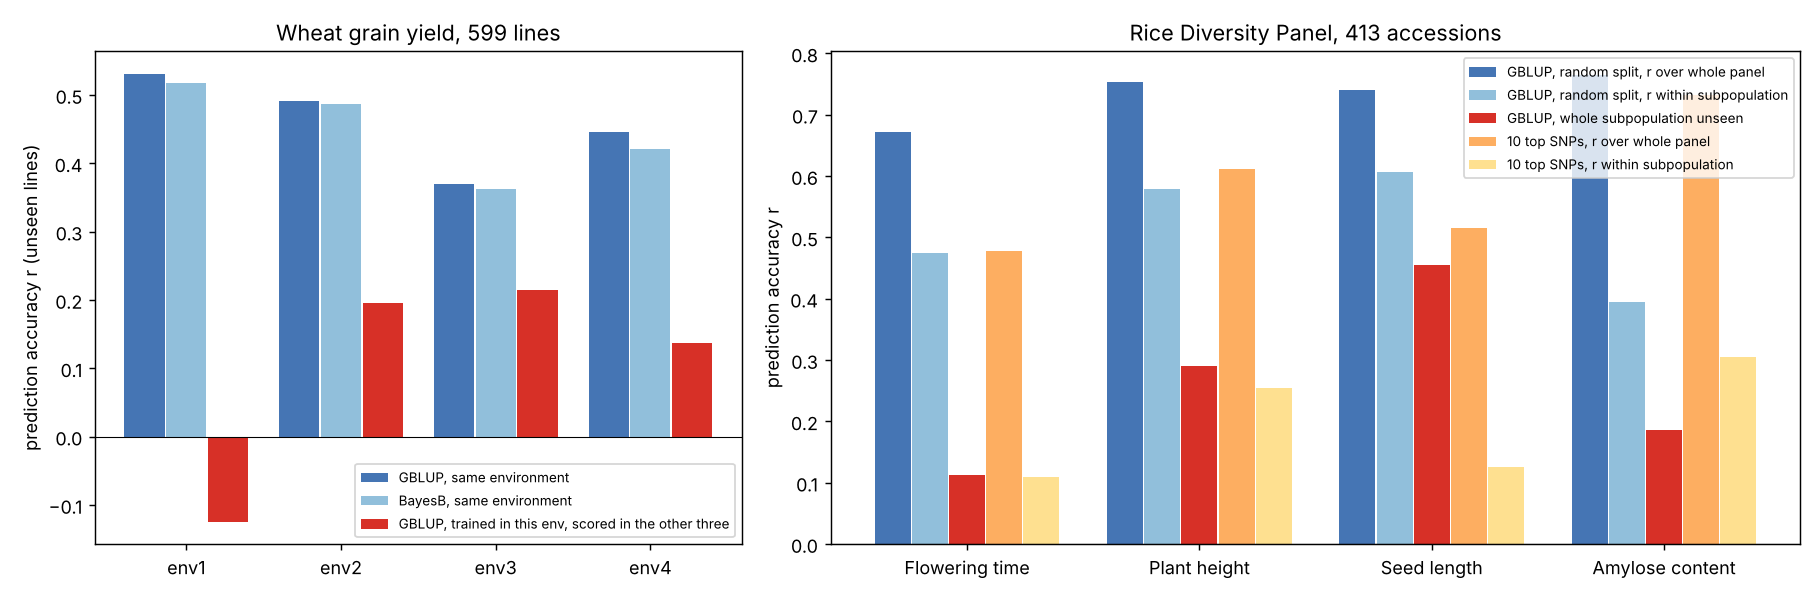 Wheat grain yield, 599 lines
prediction accuracy r (unseen lines)
0.5
0.4
0.3
0.2
0.1
0.0
−0.1
GBLUP, same environment
BayesB, same environment
GBLUP, trained in this env, scored in the other three
env1
env2
env3
env4
Rice Diversity Panel, 413 accessions
prediction accuracy r
0.8
0.7
0.6
0.5
0.4
0.3
0.2
0.1
0.0
GBLUP, random split, r over whole panel
GBLUP, random split, r within subpopulation
GBLUP, whole subpopulation unseen
10 top SNPs, r over whole panel
10 top SNPs, r within subpopulation
Flowering time
Plant height
Seed length
Amylose content